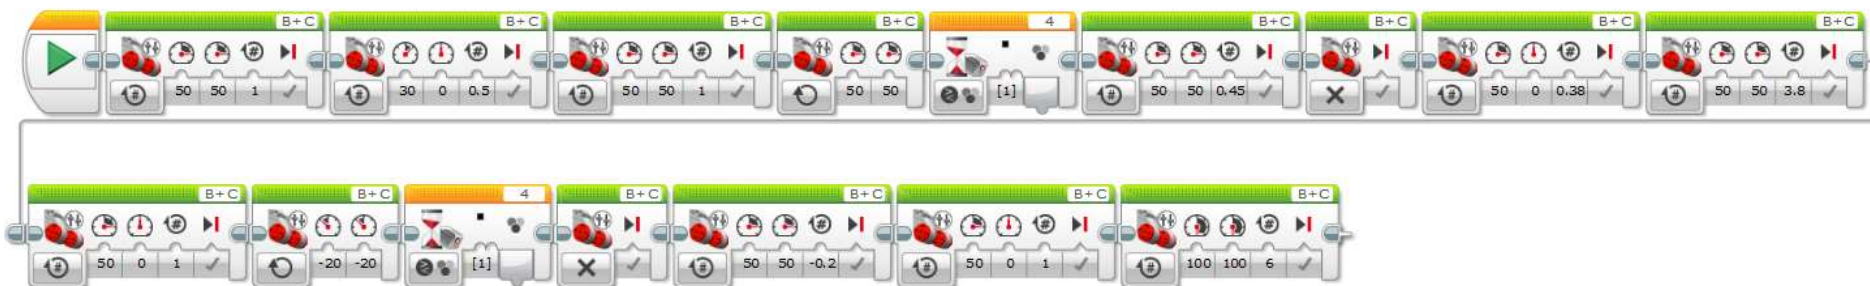 B+C B+C B+C B+C 4 B+C B+C B+C B+C
# # # #
# 50 50 1 # 30 0 0.5 # 50 50 1 50 50 [1] # 50 50 0.45 # 50 0 0.38 # 50 50 3.8
B+C B+C 4 B+C B+C B+C B+C
# 50 0 1 -20 -20 [1] # 50 50 -0.2 # 50 0 1 # 100 100 6